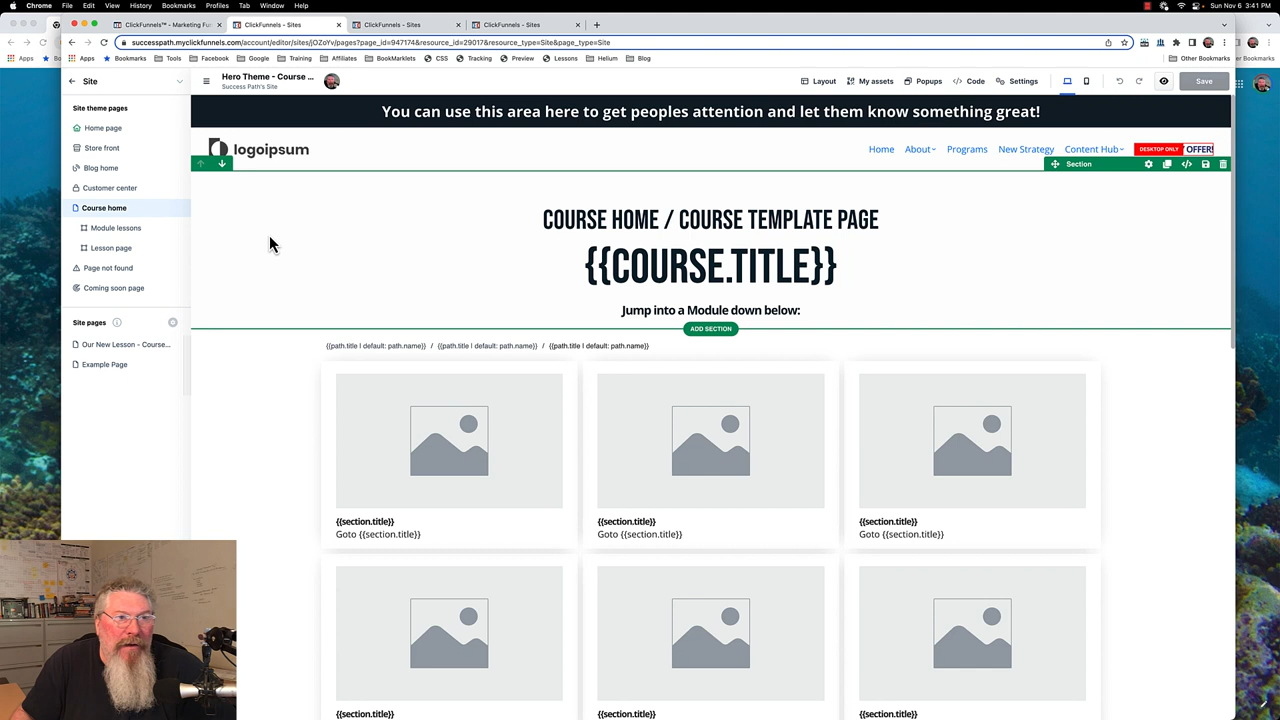 Chrome File Edit View History Bookmarks Profiles Tab Window Help
Sun Nov 6 3:41 PM
ClickFunnels™ - Marketing Fu
ClickFunnels - Sites
ClickFunnels - Sites
ClickFunnels - Sites
successpath.myclickfunnels.com/account/editor/sites/jOZoYv/pages?page_id=947174&resource_id=29017&resource_type=Site&page_type=Site
Apps
Apps Bookmarks Tools Facebook Google Training Affiliates BookMarklets CSS Tracking Preview Lessons Helium Blog
Other Bookmarks
Site
Hero Theme - Course ...
Success Path's Site
Layout My assets Popups Code Settings
Save
Site theme pages
Home page
Store front
Blog home
Customer center
Course home
Module lessons
Lesson page
Page not found
Coming soon page
Site pages
Our New Lesson - Course...
Example Page
You can use this area here to get peoples attention and let them know something great!
logoipsum
Home About Programs New Strategy Content Hub DESKTOP ONLY OFFER!
Section
COURSE HOME / COURSE TEMPLATE PAGE
{{COURSE.TITLE}}
Jump into a Module down below:
ADD SECTION
{{path.title | default: path.name}} / {{path.title | default: path.name}} / {{path.title | default: path.name}}
{{section.title}} {{section.title}} {{section.title}}
Goto {{section.title}} Goto {{section.title}} Goto {{section.title}}
{{section.title}} {{section.title}} {{section.title}}